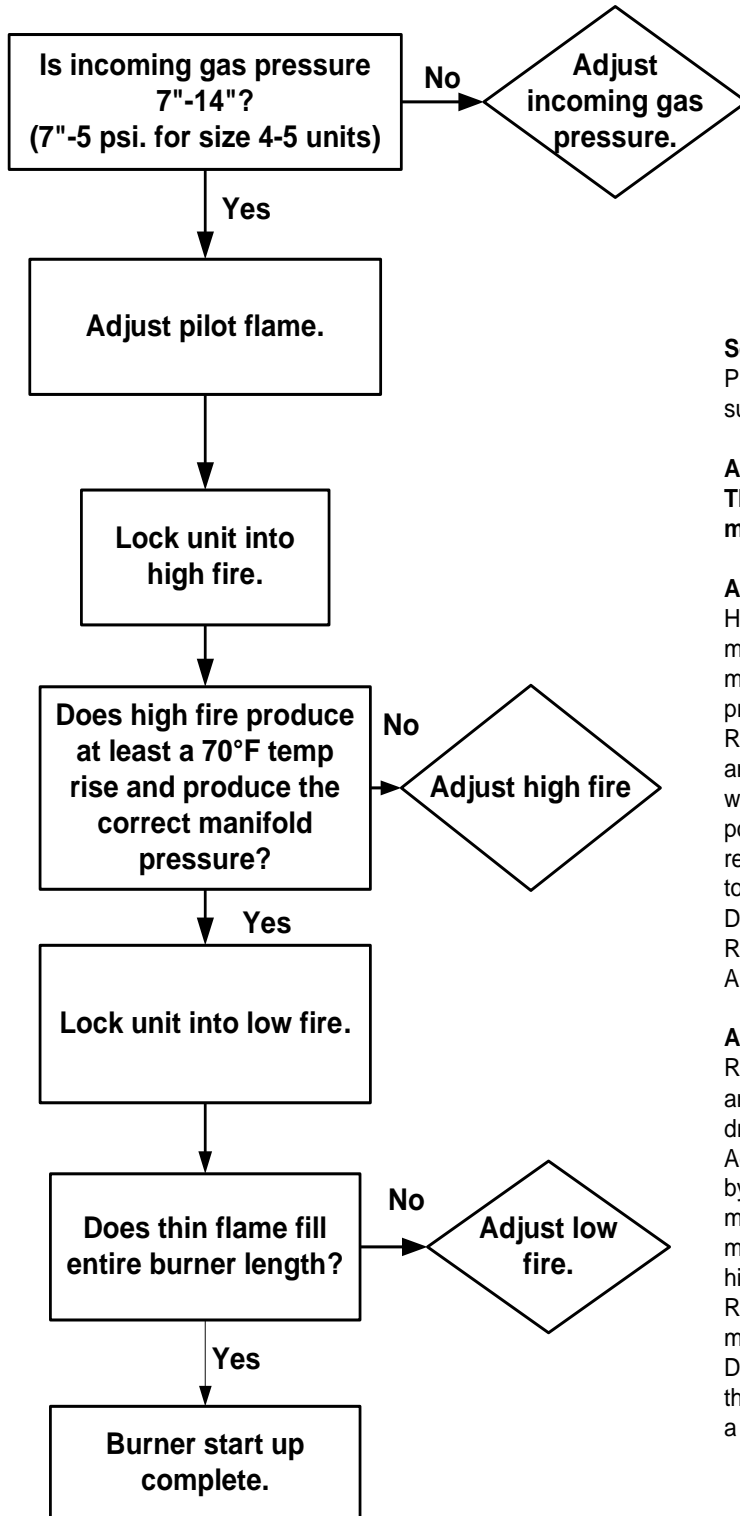 Is incoming gas pressure
7"-14"?
(7"-5 psi. for size 4-5 units)
No
Adjust
incoming gas
pressure.
Yes
Adjust pilot flame.
Lock unit into
high fire.
Does high fire produce
at least a 70°F temp
rise and produce the
correct manifold
pressure?
No
Adjust high fire
Yes
Lock unit into low fire.
Does thin flame fill
entire burner length?
No
Adjust low
fire.
Yes
Burner start up
complete.
a